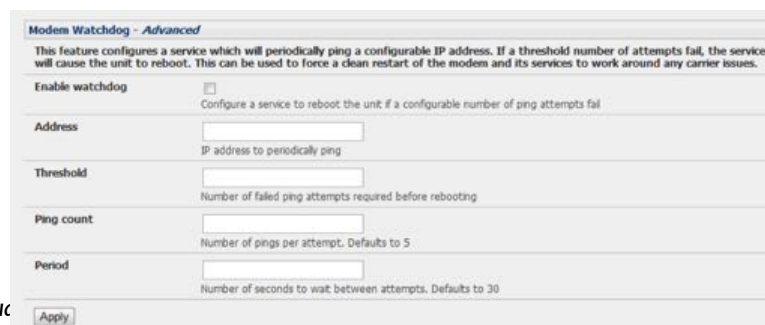 Modem Watchdog - Advanced
This feature configures a service which will periodically ping a configurable IP address. If a threshold number of attempts fail, the service
will cause the unit to reboot. This can be used to force a clean restart of the modem and its services to work around any carrier issues.
Enable watchdog
Configure a service to reboot the unit if a configurable number of ping attempts fail
Address
IP address to periodically ping
Threshold
Number of failed ping attempts required before rebooting
Ping count
Number of pings per attempt. Defaults to 5
Period
Number of seconds to wait between attempts. Defaults to 30
Apply